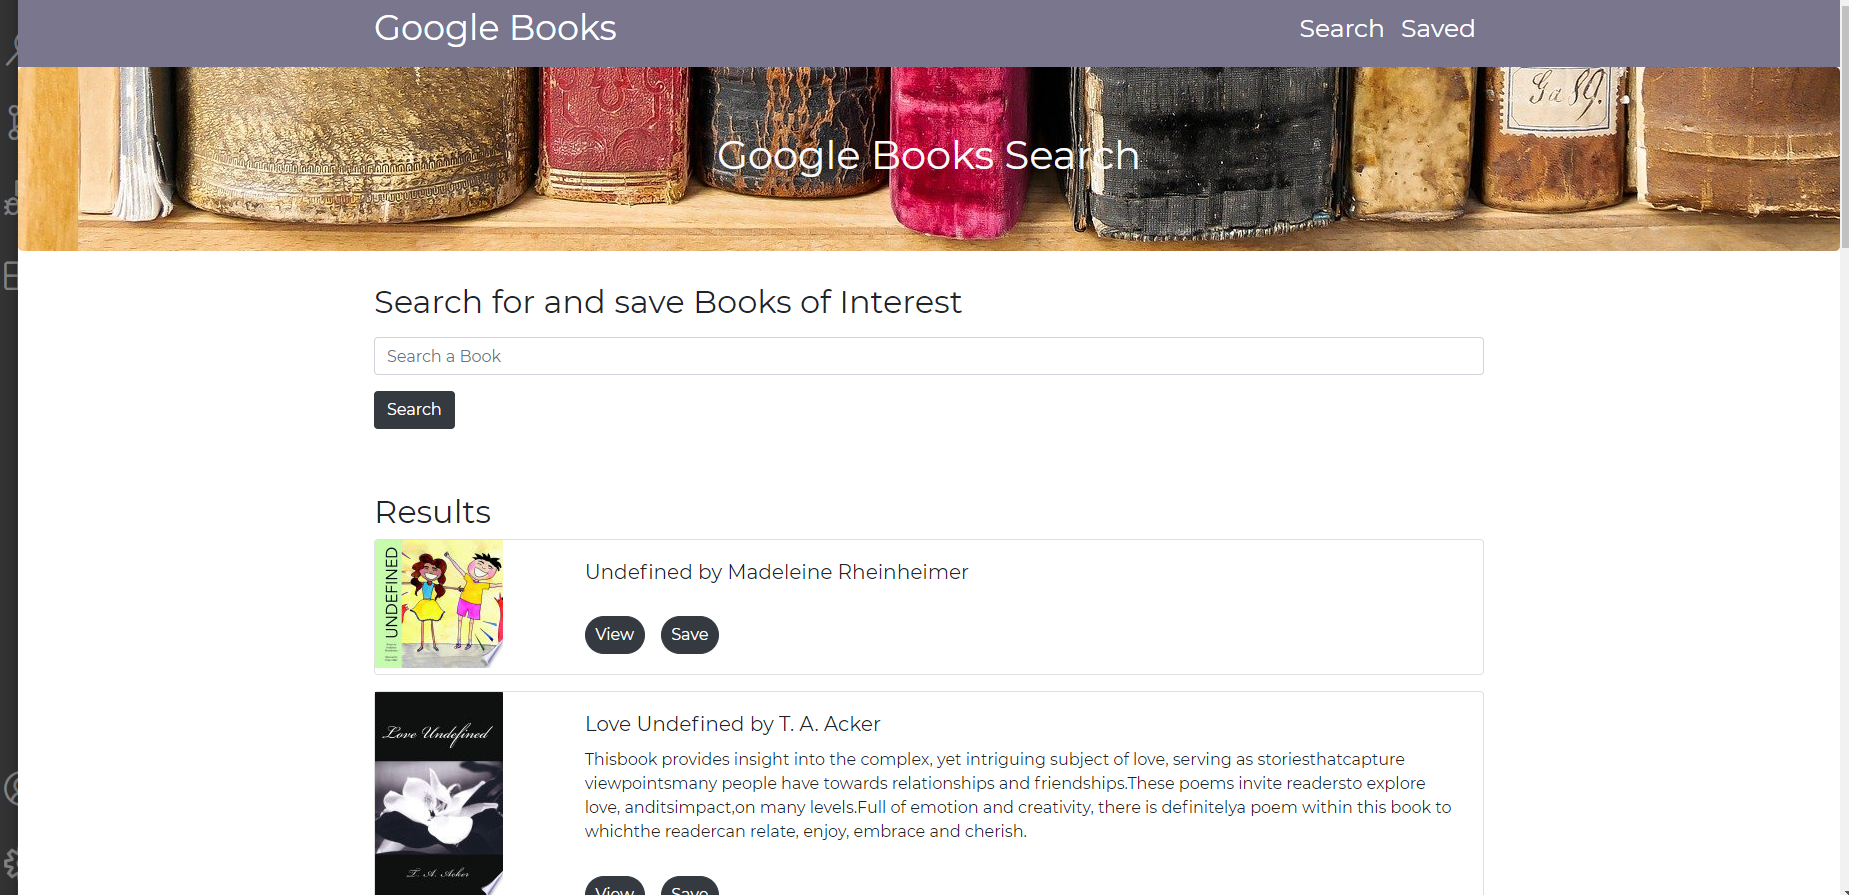 Google Books
Search Saved
Ga 89.
Google Books Search
Search for and save Books of Interest
Search a Book
Search
Results
UNDEFINED
Undefined by Madeleine Rheinheimer
View Save
Love Undefined
T. A. Acker
Love Undefined by T. A. Acker
Thisbook provides insight into the complex, yet intriguing subject of love, serving as storiesthatcapture
viewpointsmany people have towards relationships and friendships.These poems invite readersto explore
love, anditsimpact,on many levels.Full of emotion and creativity, there is definitelya poem within this book to
whichthe readercan relate, enjoy, embrace and cherish.
View Save